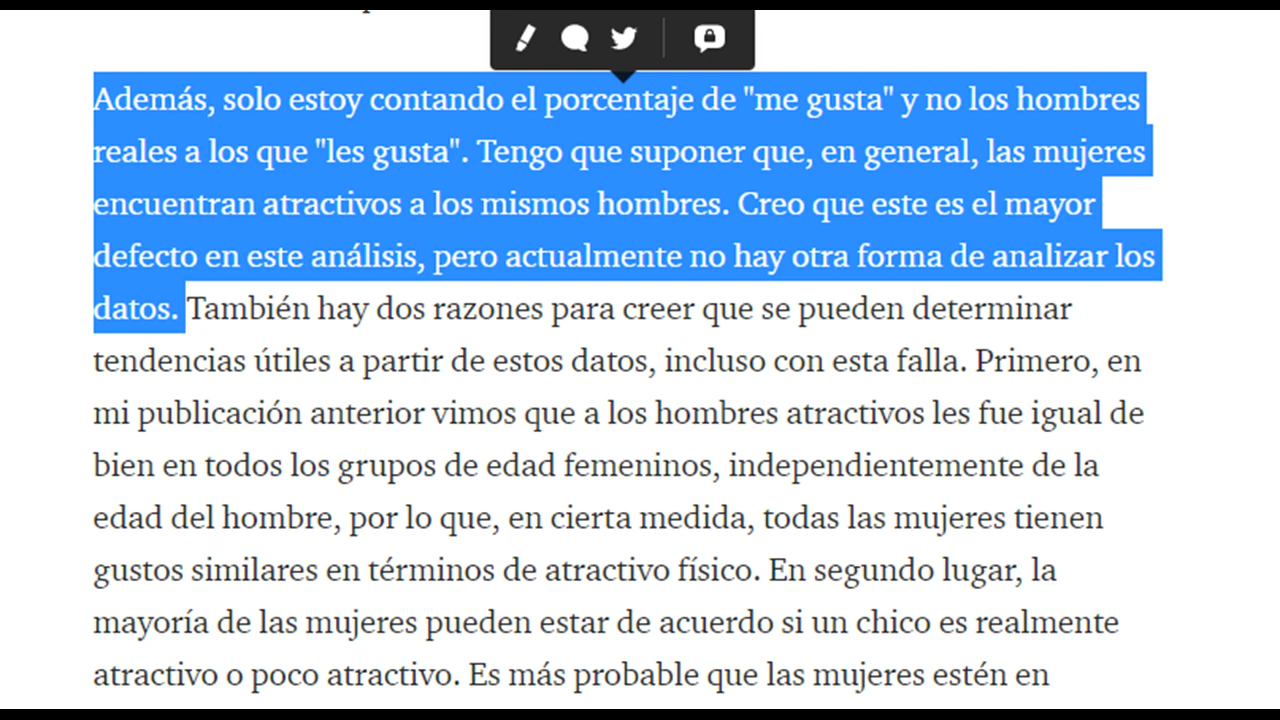 Además, solo estoy contando el porcentaje de "me gusta" y no los hombres
reales a los que "les gusta". Tengo que suponer que, en general, las mujeres
encuentran atractivos a los mismos hombres. Creo que este es el mayor
defecto en este análisis, pero actualmente no hay otra forma de analizar los
datos. También hay dos razones para creer que se pueden determinar
tendencias útiles a partir de estos datos, incluso con esta falla. Primero, en
mi publicación anterior vimos que a los hombres atractivos les fue igual de
bien en todos los grupos de edad femeninos, independientemente de la
edad del hombre, por lo que, en cierta medida, todas las mujeres tienen
gustos similares en términos de atractivo físico. En segundo lugar, la
mayoría de las mujeres pueden estar de acuerdo si un chico es realmente
atractivo o poco atractivo. Es más probable que las mujeres estén en